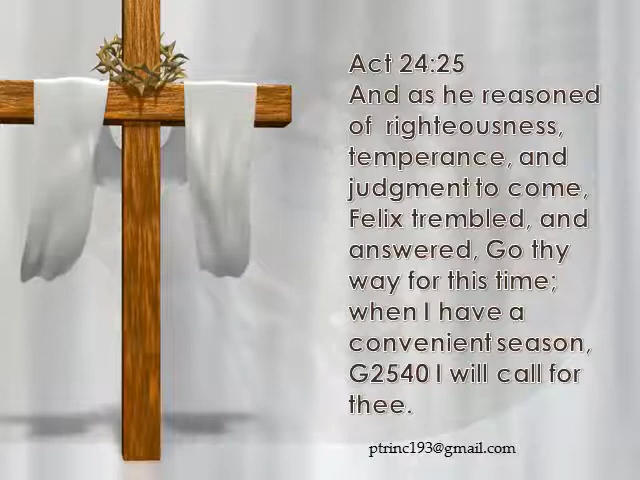 Act 24:25
And as he reasoned
of righteousness,
temperance, and
judgment to come,
Felix trembled, and
answered, Go thy
way for this time;
when I have a
convenient season,
G2540 I will call for
thee.
ptrinc193@gmail.com